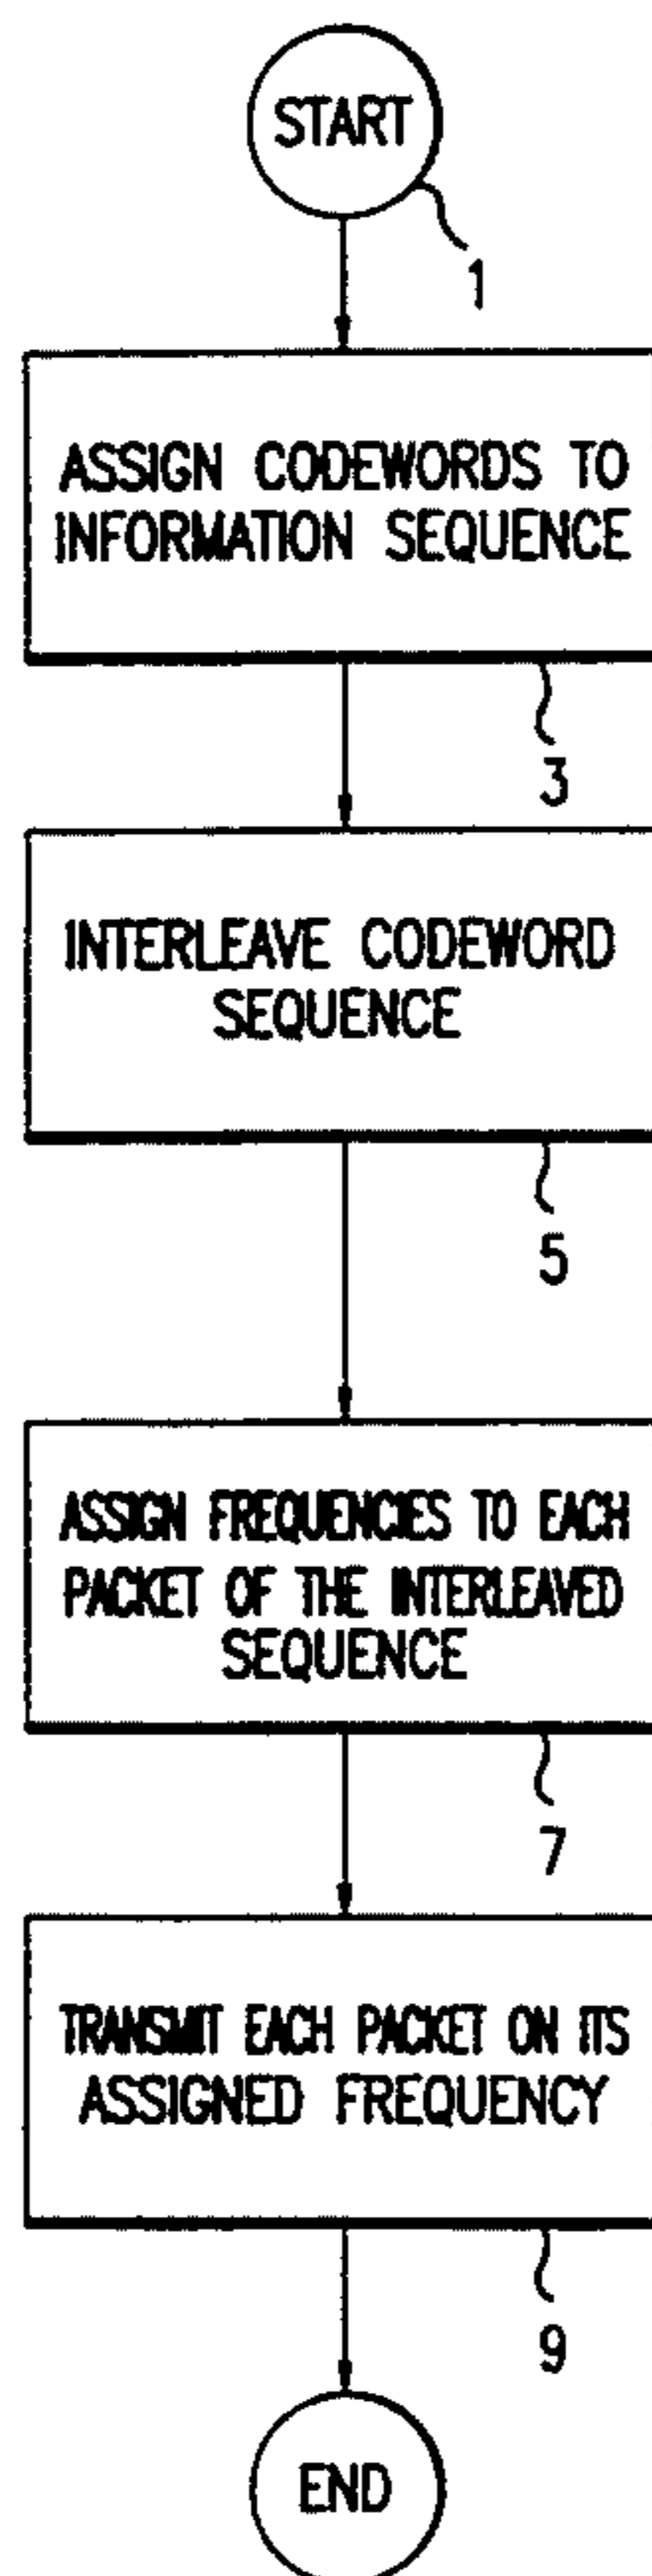 START
1
ASSIGN CODEWORDS TO
INFORMATION SEQUENCE
3
INTERLEAVE CODEWORD
SEQUENCE
5
ASSIGN FREQUENCIES TO EACH
PACKET OF THE INTERLEAVED
SEQUENCE
7
TRANSMIT EACH PACKET ON ITS
ASSIGNED FREQUENCY
9
END